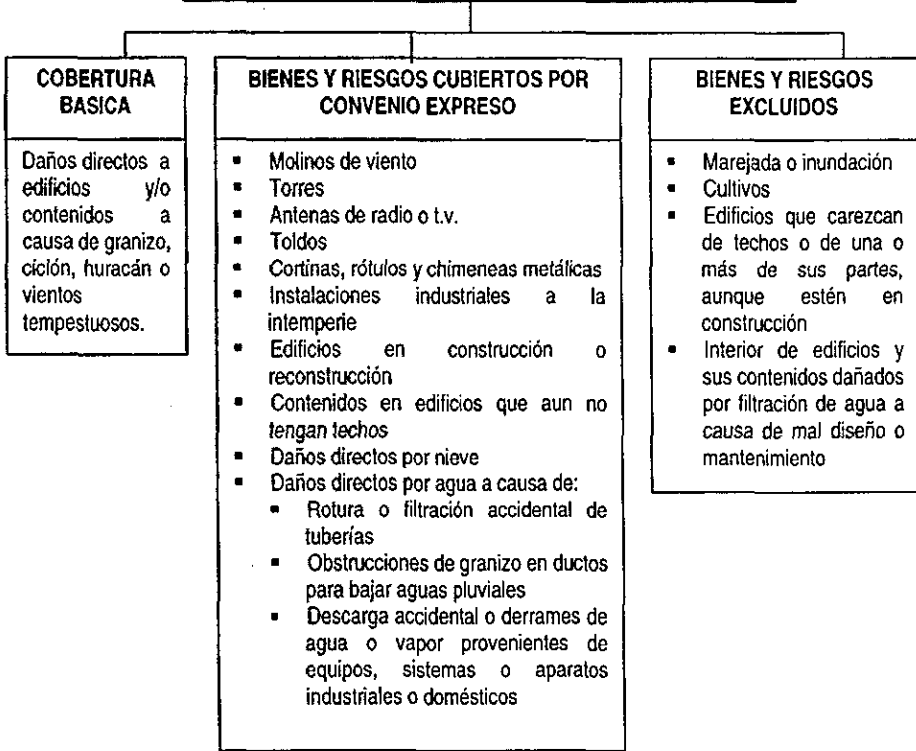 COBERTURA
BASICA
Daños directos a
edificios y/o
contenidos a
causa de granizo,
ciclón, huracán o
vientos
tempestuosos.
BIENES Y RIESGOS CUBIERTOS POR
CONVENIO EXPRESO
▪ Molinos de viento
▪ Torres
▪ Antenas de radio o t.v.
▪ Toldos
▪ Cortinas, rótulos y chimeneas metálicas
▪ Instalaciones industriales a la
intemperie
▪ Edificios en construcción o
reconstrucción
▪ Contenidos en edificios que aun no
tengan techos
▪ Daños directos por nieve
▪ Daños directos por agua a causa de:
▪ Rotura o filtración accidental de
tuberías
▪ Obstrucciones de granizo en ductos
para bajar aguas pluviales
▪ Descarga accidental o derrames de
agua o vapor provenientes de
equipos, sistemas o aparatos
industriales o domésticos
BIENES Y RIESGOS
EXCLUIDOS
▪ Marejada o inundación
▪ Cultivos
▪ Edificios que carezcan
de techos o de una o
más de sus partes,
aunque estén en
construcción
▪ Interior de edificios y
sus contenidos dañados
por filtración de agua a
causa de mal diseño o
mantenimiento